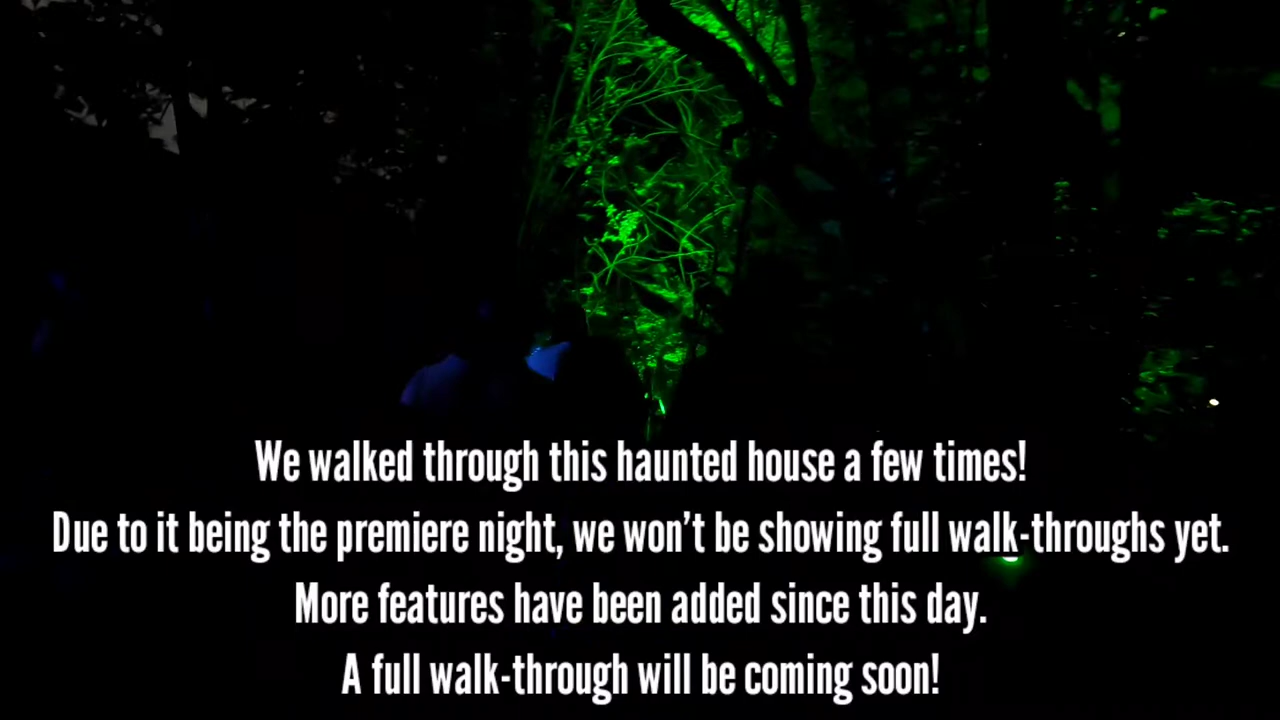 We walked through this haunted house a few times!
Due to it being the premiere night, we won't be showing full walk-throughs yet.
More features have been added since this day.
A full walk-through will be coming soon!